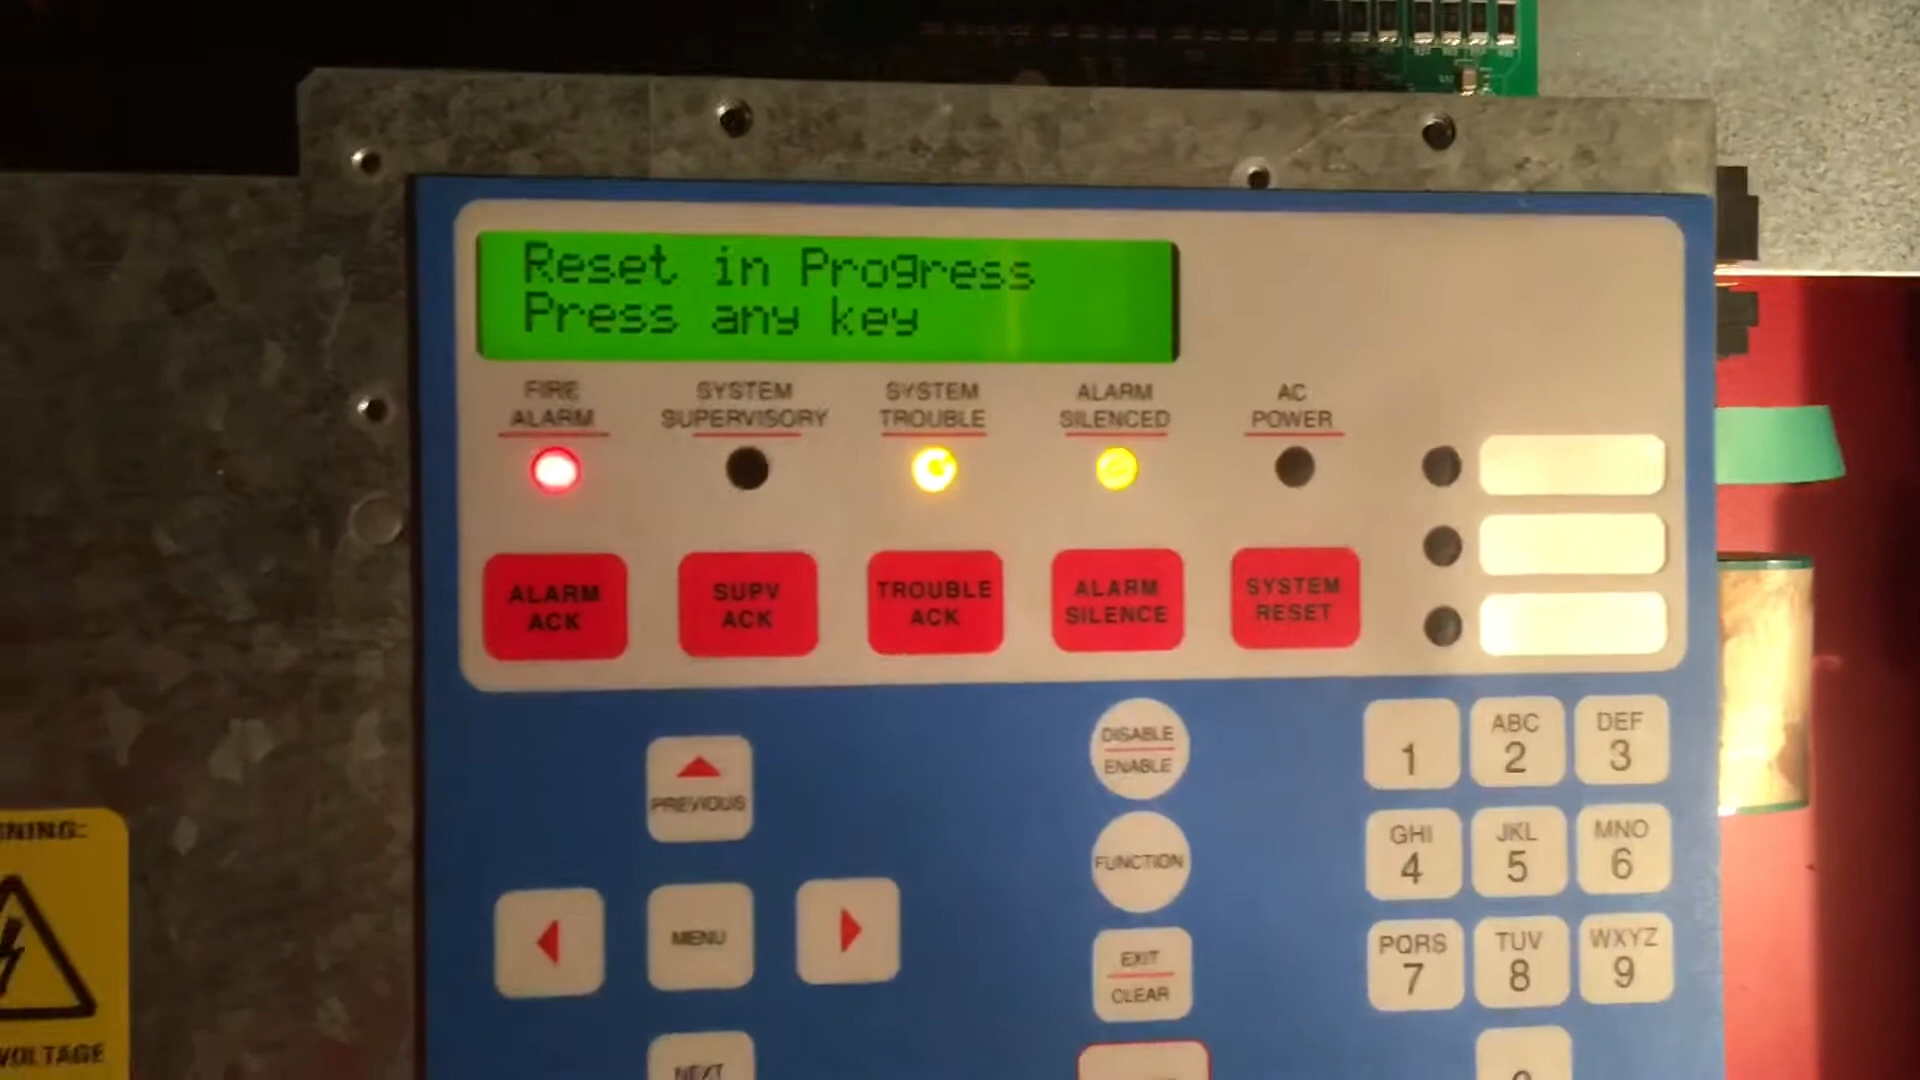 Reset in Progress
Press any key
FIRE
ALARM
SYSTEM
SUPERVISORY
SYSTEM
TROUBLE
ALARM
SILENCED
AC
POWER
ALARM
ACK
SUPV
ACK
TROUBLE
ACK
ALARM
SILENCE
SYSTEM
RESET
PREVIOUS
MENU
NEXT
DISABLE
ENABLE
FUNCTION
EXIT
CLEAR
1
ABC
2
DEF
3
GHI
4
JKL
5
MNO
6
PQRS
7
TUV
8
WXYZ
9
NING:
VOLTAGE